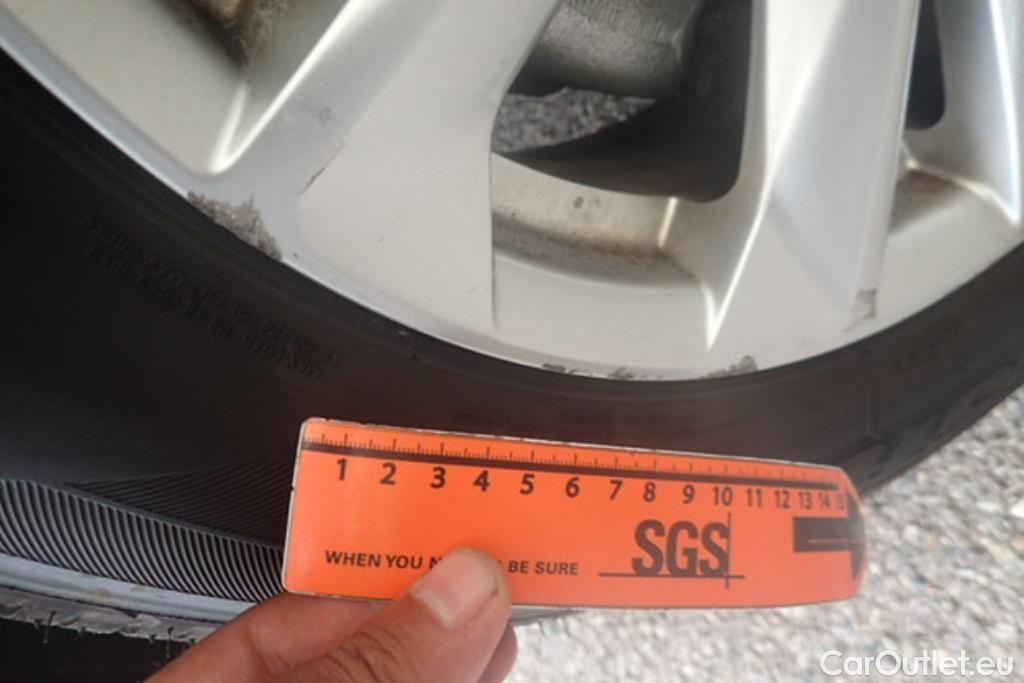 1 2 3 4 5 6 7 8 9 10 11 12 13 14 15
SGS
WHEN YOU BE SURE
CarOutlet.eu